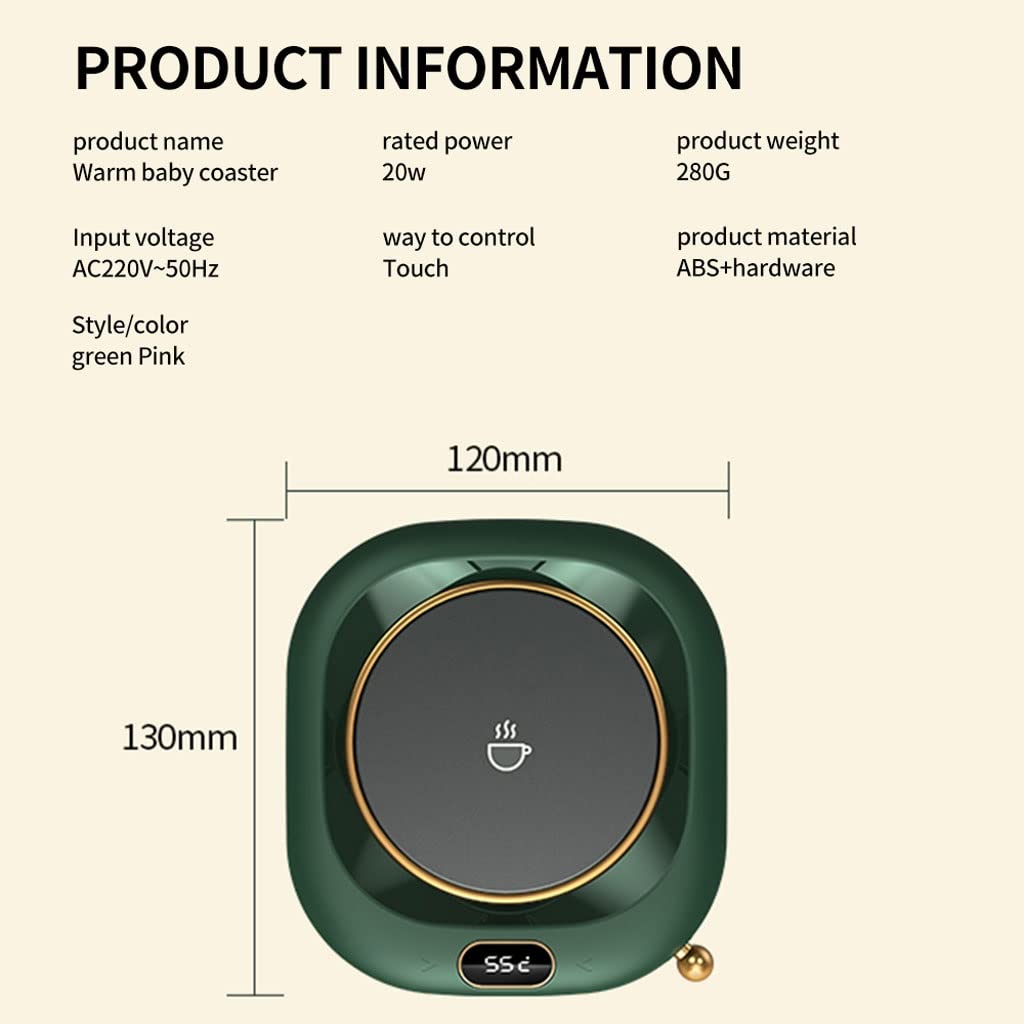 PRODUCT INFORMATION
product name
Warm baby coaster
rated power
20w
product weight
280G
Input voltage
AC220V~50Hz
way to control
Touch
product material
ABS+hardware
Style/color
green Pink
120mm
130mm
55c